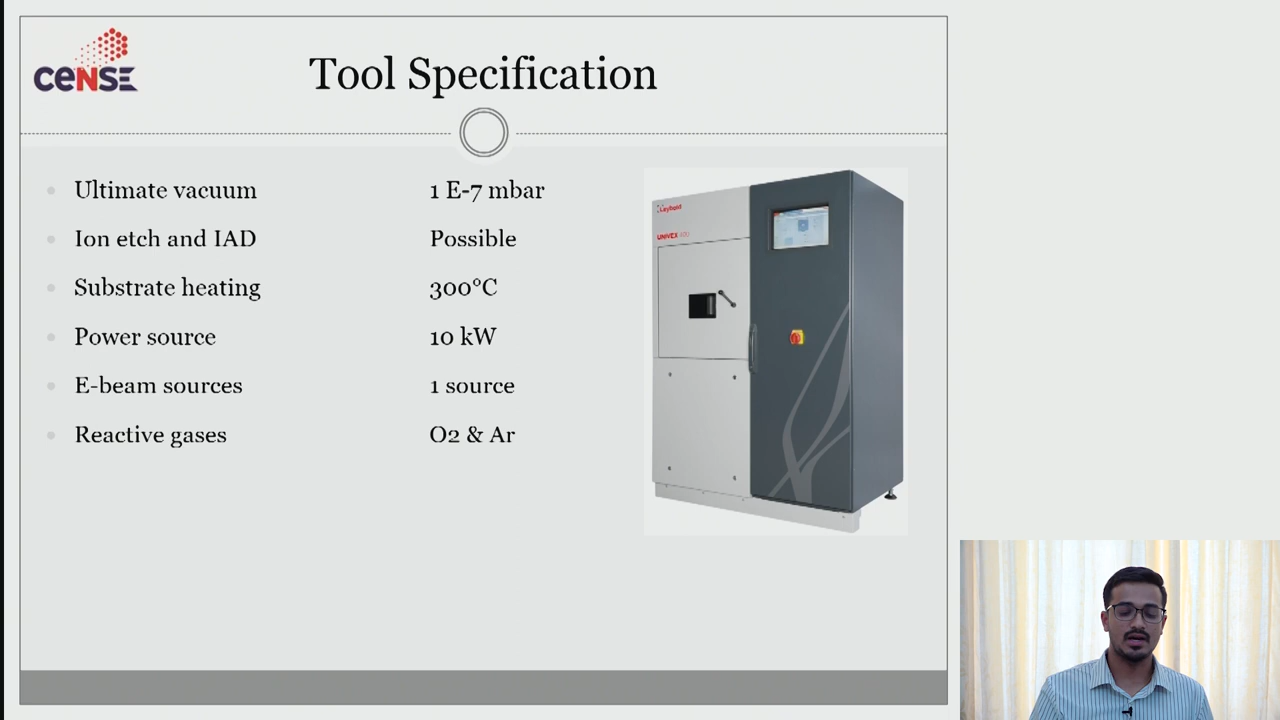 ceNSE
Tool Specification
Ultimate vacuum 1 E-7 mbar
Ion etch and IAD Possible
Substrate heating 300°C
Power source 10 kW
E-beam sources 1 source
Reactive gases O2 & Ar
Leybold
UNIVEX